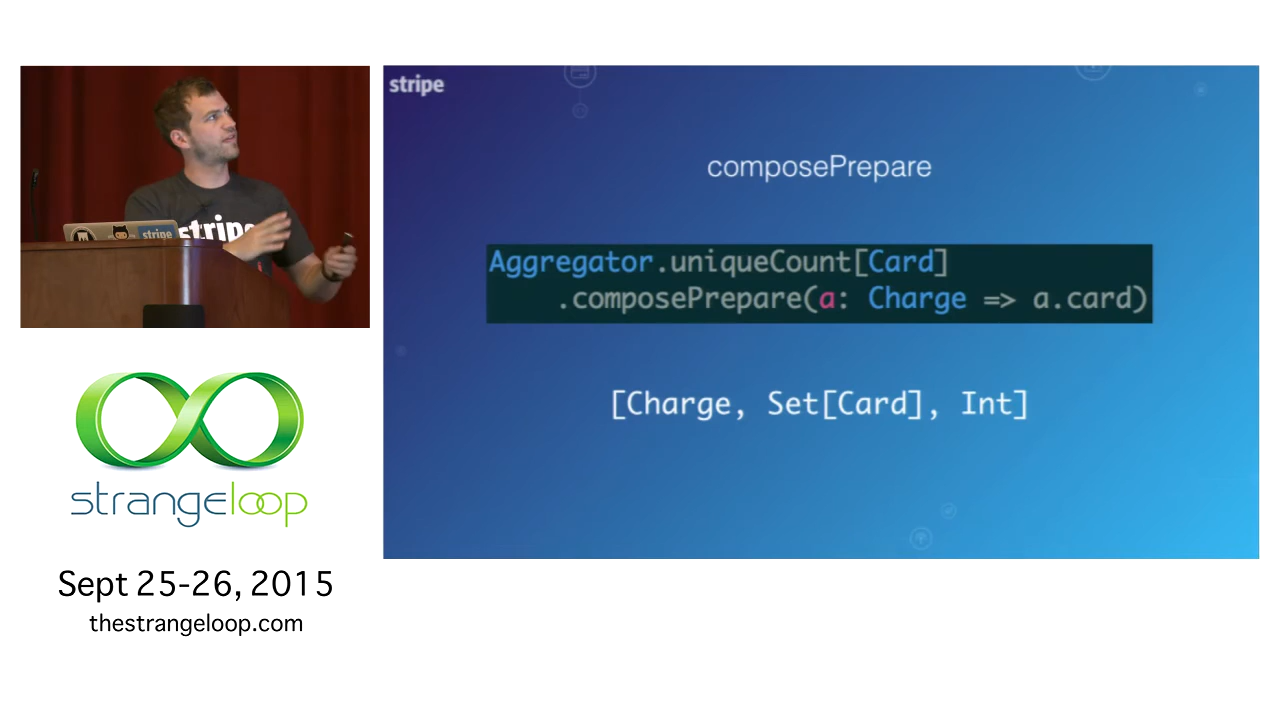 stripe
composePrepare
Aggregator.uniqueCount[Card]
.composePrepare(a: Charge => a.card)
[Charge, Set[Card], Int]
stripe
stripe
strangeloop
Sept 25-26, 2015
thestrangeloop.com